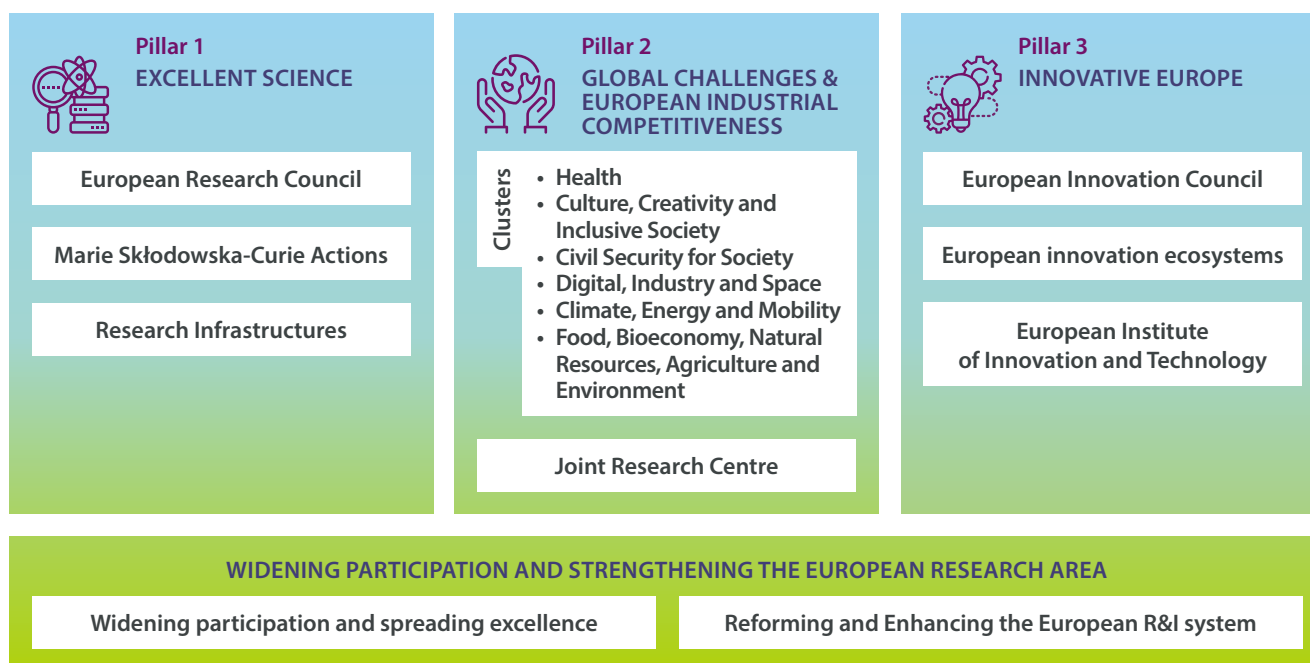 Pillar 1
EXCELLENT SCIENCE
European Research Council
Marie Skłodowska-Curie Actions
Research Infrastructures
Pillar 2
GLOBAL CHALLENGES &
EUROPEAN INDUSTRIAL
COMPETITIVENESS
Clusters
• Health
• Culture, Creativity and
Inclusive Society
• Civil Security for Society
• Digital, Industry and Space
• Climate, Energy and Mobility
• Food, Bioeconomy, Natural
Resources, Agriculture and
Environment
Joint Research Centre
Pillar 3
INNOVATIVE EUROPE
European Innovation Council
European innovation ecosystems
European Institute
of Innovation and Technology
WIDENING PARTICIPATION AND STRENGTHENING THE EUROPEAN RESEARCH AREA
Widening participation and spreading excellence
Reforming and Enhancing the European R&I system